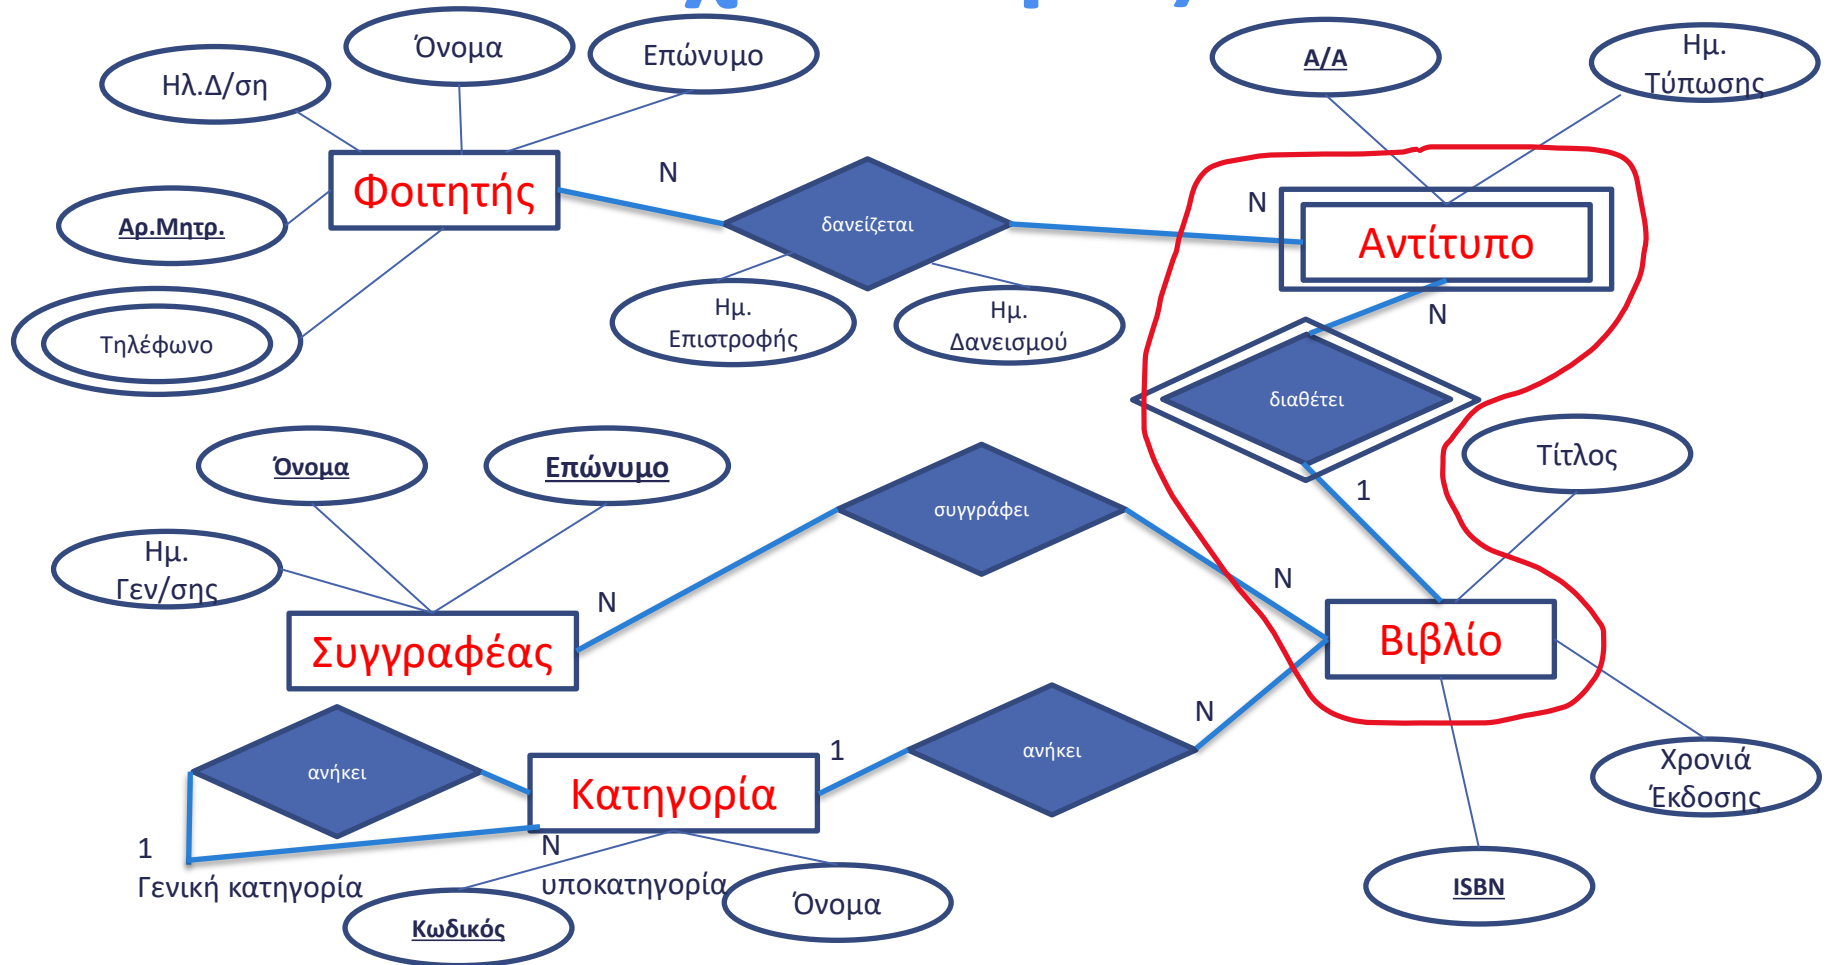 Όνομα
Επώνυμο
Ηλ.Δ/ση
Α/Α
Ημ.
Τύπωσης
Φοιτητής
Ν
δανείζεται
Ν
Αντίτυπο
Αρ.Μητρ.
Τηλέφωνο
Ημ.
Επιστροφής
Ημ.
Δανεισμού
Ν
διαθέτει
Όνομα
Επώνυμο
Τίτλος
1
συγγράφει
Ημ.
Γεν/σης
Ν
Ν
Συγγραφέας
Βιβλίο
Ν
ανήκει
1
ανήκει
Κατηγορία
Χρονιά
Έκδοσης
1
Ν
Γενική κατηγορία
υποκατηγορία
Όνομα
Κωδικός
ISBN